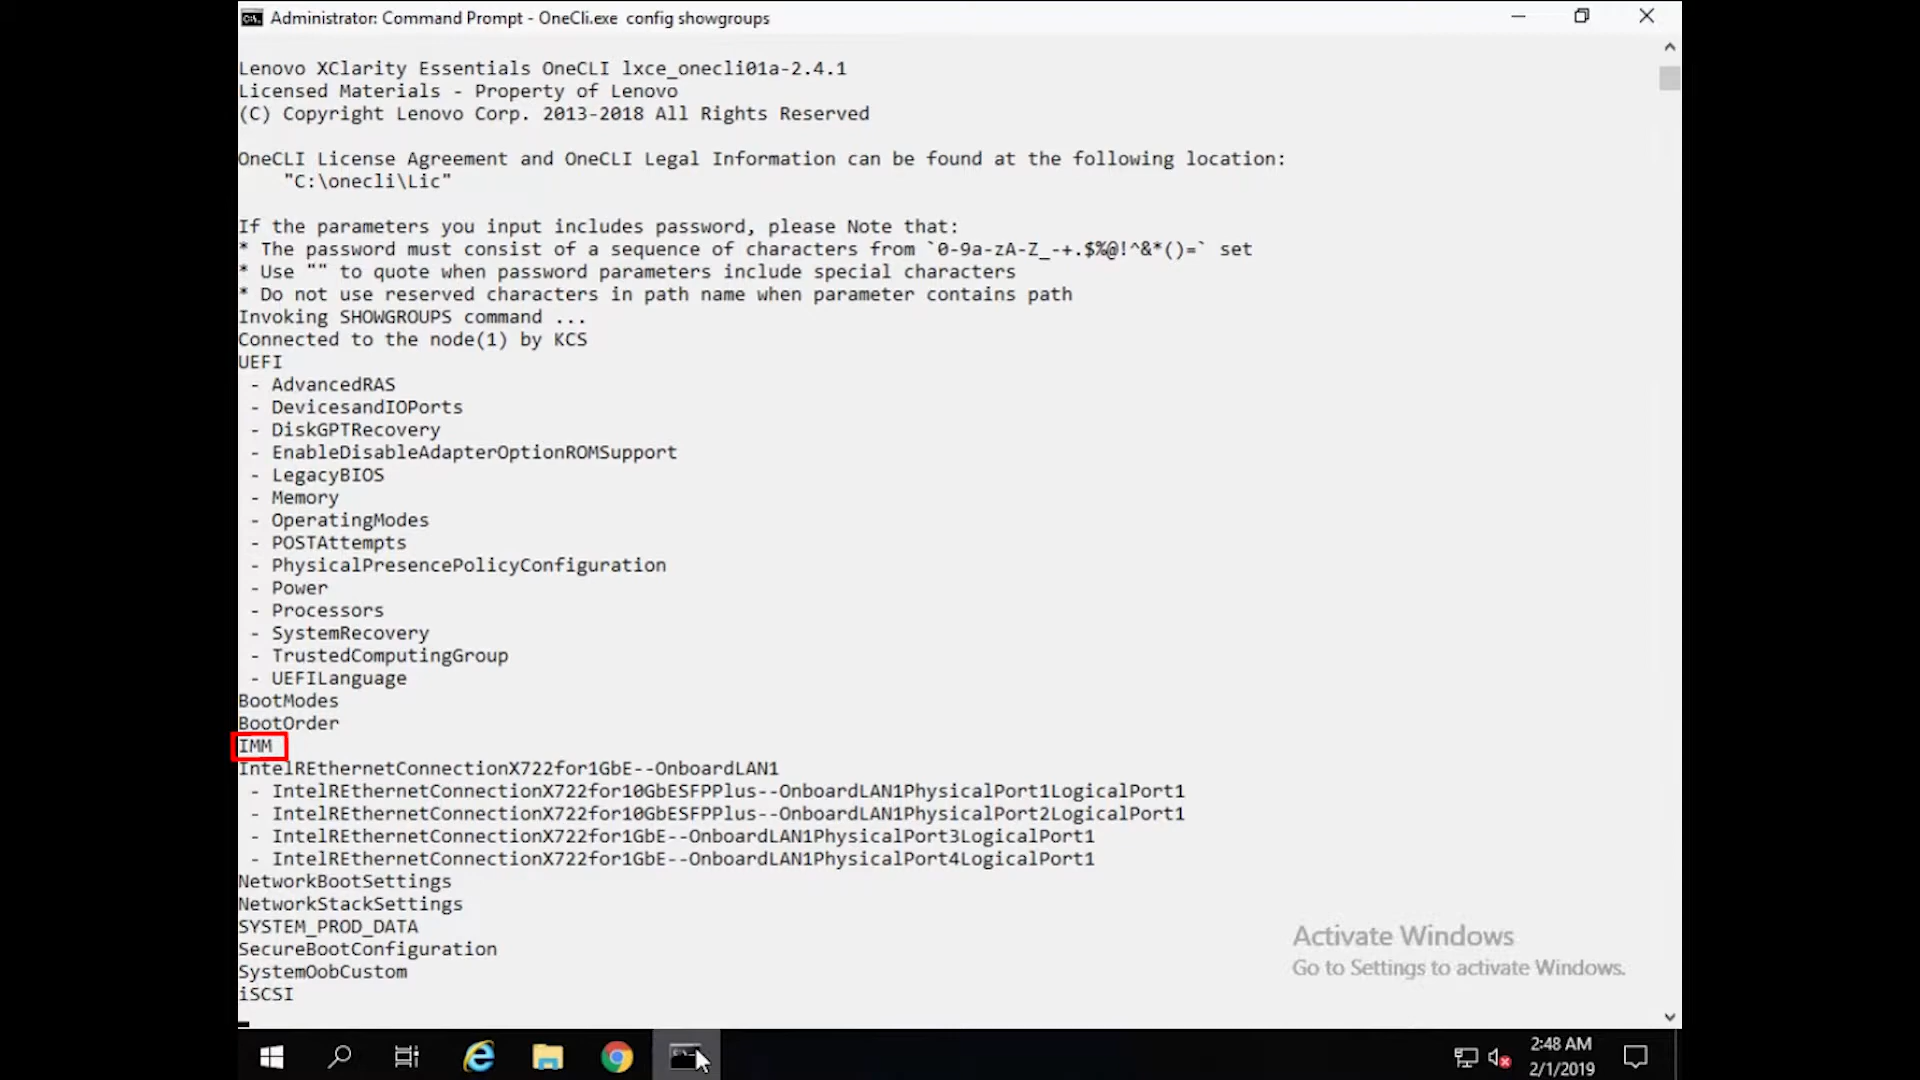 Administrator: Command Prompt - OneCli.exe  config showgroups
Lenovo XClarity Essentials OneCLI lxce_onecli01a-2.4.1
Licensed Materials - Property of Lenovo
(C) Copyright Lenovo Corp. 2013-2018 All Rights Reserved
OneCLI License Agreement and OneCLI Legal Information can be found at the following location:
    "C:\onecli\Lic"
If the parameters you input includes password, please Note that:
* The password must consist of a sequence of characters from `0-9a-zA-Z_-+.$%@!^&*()=` set
* Use "" to quote when password parameters include special characters
* Do not use reserved characters in path name when parameter contains path
Invoking SHOWGROUPS command ...
Connected to the node(1) by KCS
UEFI
 - AdvancedRAS
 - DevicesandIOPorts
 - DiskGPTRecovery
 - EnableDisableAdapterOptionROMSupport
 - LegacyBIOS
 - Memory
 - OperatingModes
 - POSTAttempts
 - PhysicalPresencePolicyConfiguration
 - Power
 - Processors
 - SystemRecovery
 - TrustedComputingGroup
 - UEFILanguage
BootModes
BootOrder
IMM
IntelREthernetConnectionX722for1GbE--OnboardLAN1
 - IntelREthernetConnectionX722for10GbESFPPlus--OnboardLAN1PhysicalPort1LogicalPort1
 - IntelREthernetConnectionX722for10GbESFPPlus--OnboardLAN1PhysicalPort2LogicalPort1
 - IntelREthernetConnectionX722for1GbE--OnboardLAN1PhysicalPort3LogicalPort1
 - IntelREthernetConnectionX722for1GbE--OnboardLAN1PhysicalPort4LogicalPort1
NetworkBootSettings
NetworkStackSettings
SYSTEM_PROD_DATA
SecureBootConfiguration
SystemOobCustom
iSCSI
Activate Windows
Go to Settings to activate Windows.
2:48 AM
2/1/2019